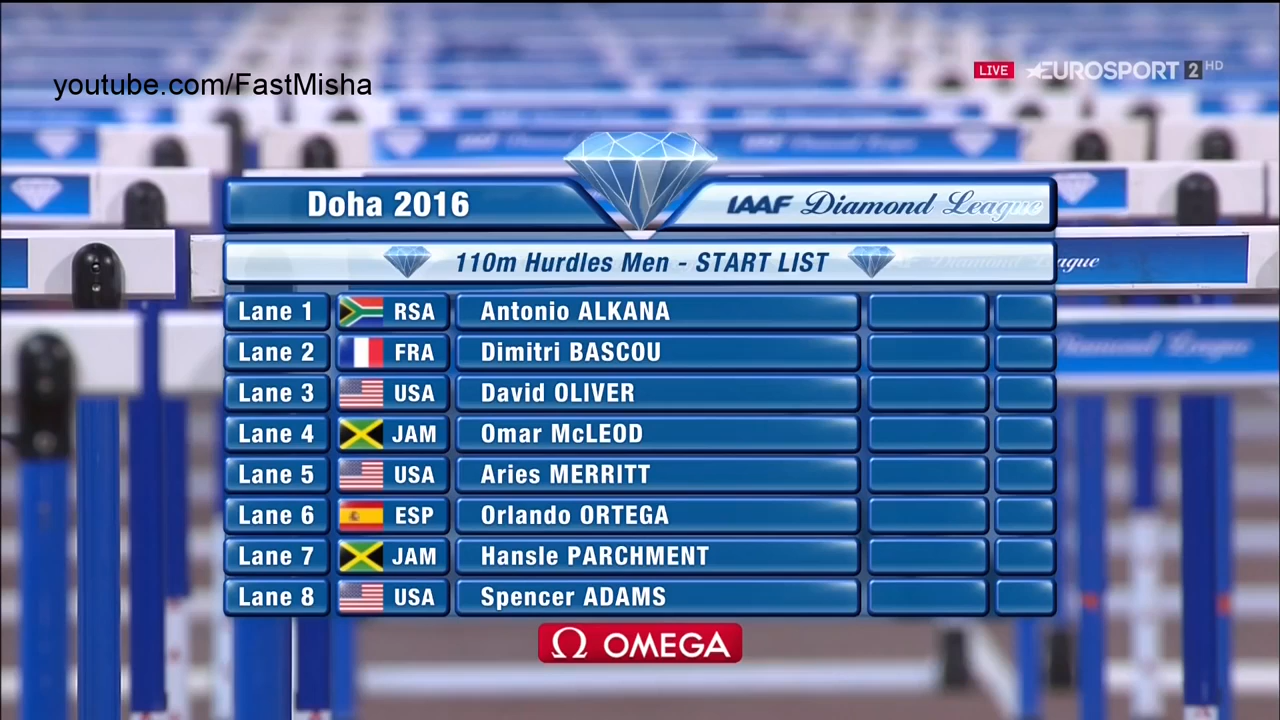 youtube.com/FastMisha
LIVE EUROSPORT 2 HD
Doha 2016
IAAF Diamond League
110m Hurdles Men - START LIST
Lane 1 RSA Antonio ALKANA
Lane 2 FRA Dimitri BASCOU
Lane 3 USA David OLIVER
Lane 4 JAM Omar McLEOD
Lane 5 USA Aries MERRITT
Lane 6 ESP Orlando ORTEGA
Lane 7 JAM Hansle PARCHMENT
Lane 8 USA Spencer ADAMS
Ω OMEGA